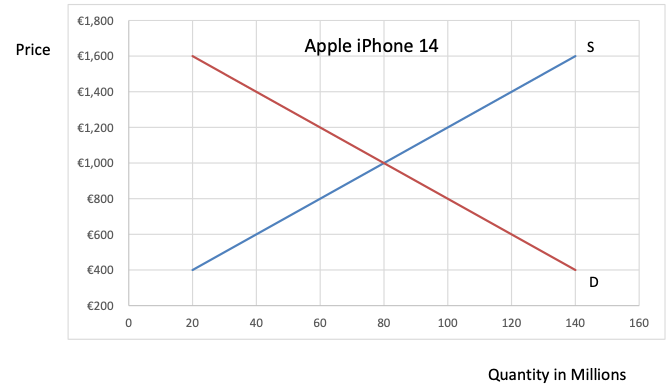 €1,800
Price
Apple iPhone 14
S
€1,600
€1,400
€1,200
€1,000
€800
€600
€400
D
€200
0 20 40 60 80 100 120 140 160
Quantity in Millions